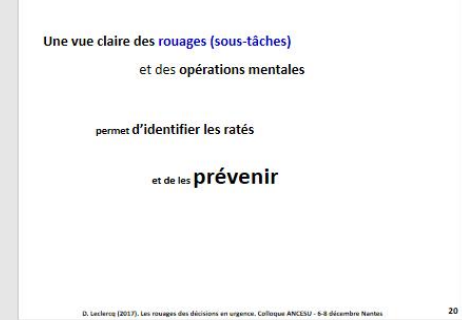 Une vue claire des rouages (sous-tâches)
et des opérations mentales
permet d'identifier les ratés
et de les prévenir
D. Leclercq (2017). Les rouages des décisions en urgence. Colloque ANCESU - 6-8 décembre Nantes
20